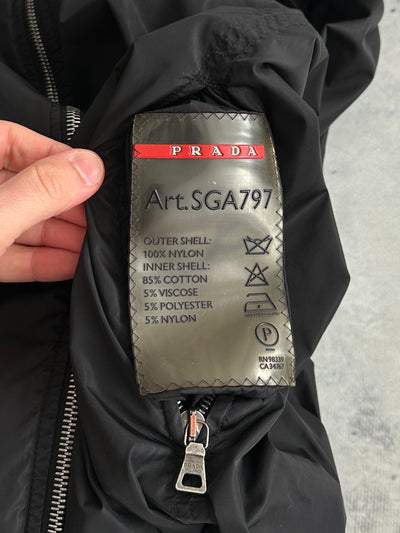 PRADA
Art.SGA797
OUTER SHELL:
100% NYLON
INNER SHELL:
85% COTTON
5% VISCOSE
5% POLYESTER
5% NYLON
P
RN 98339
CA 34767
PRADA